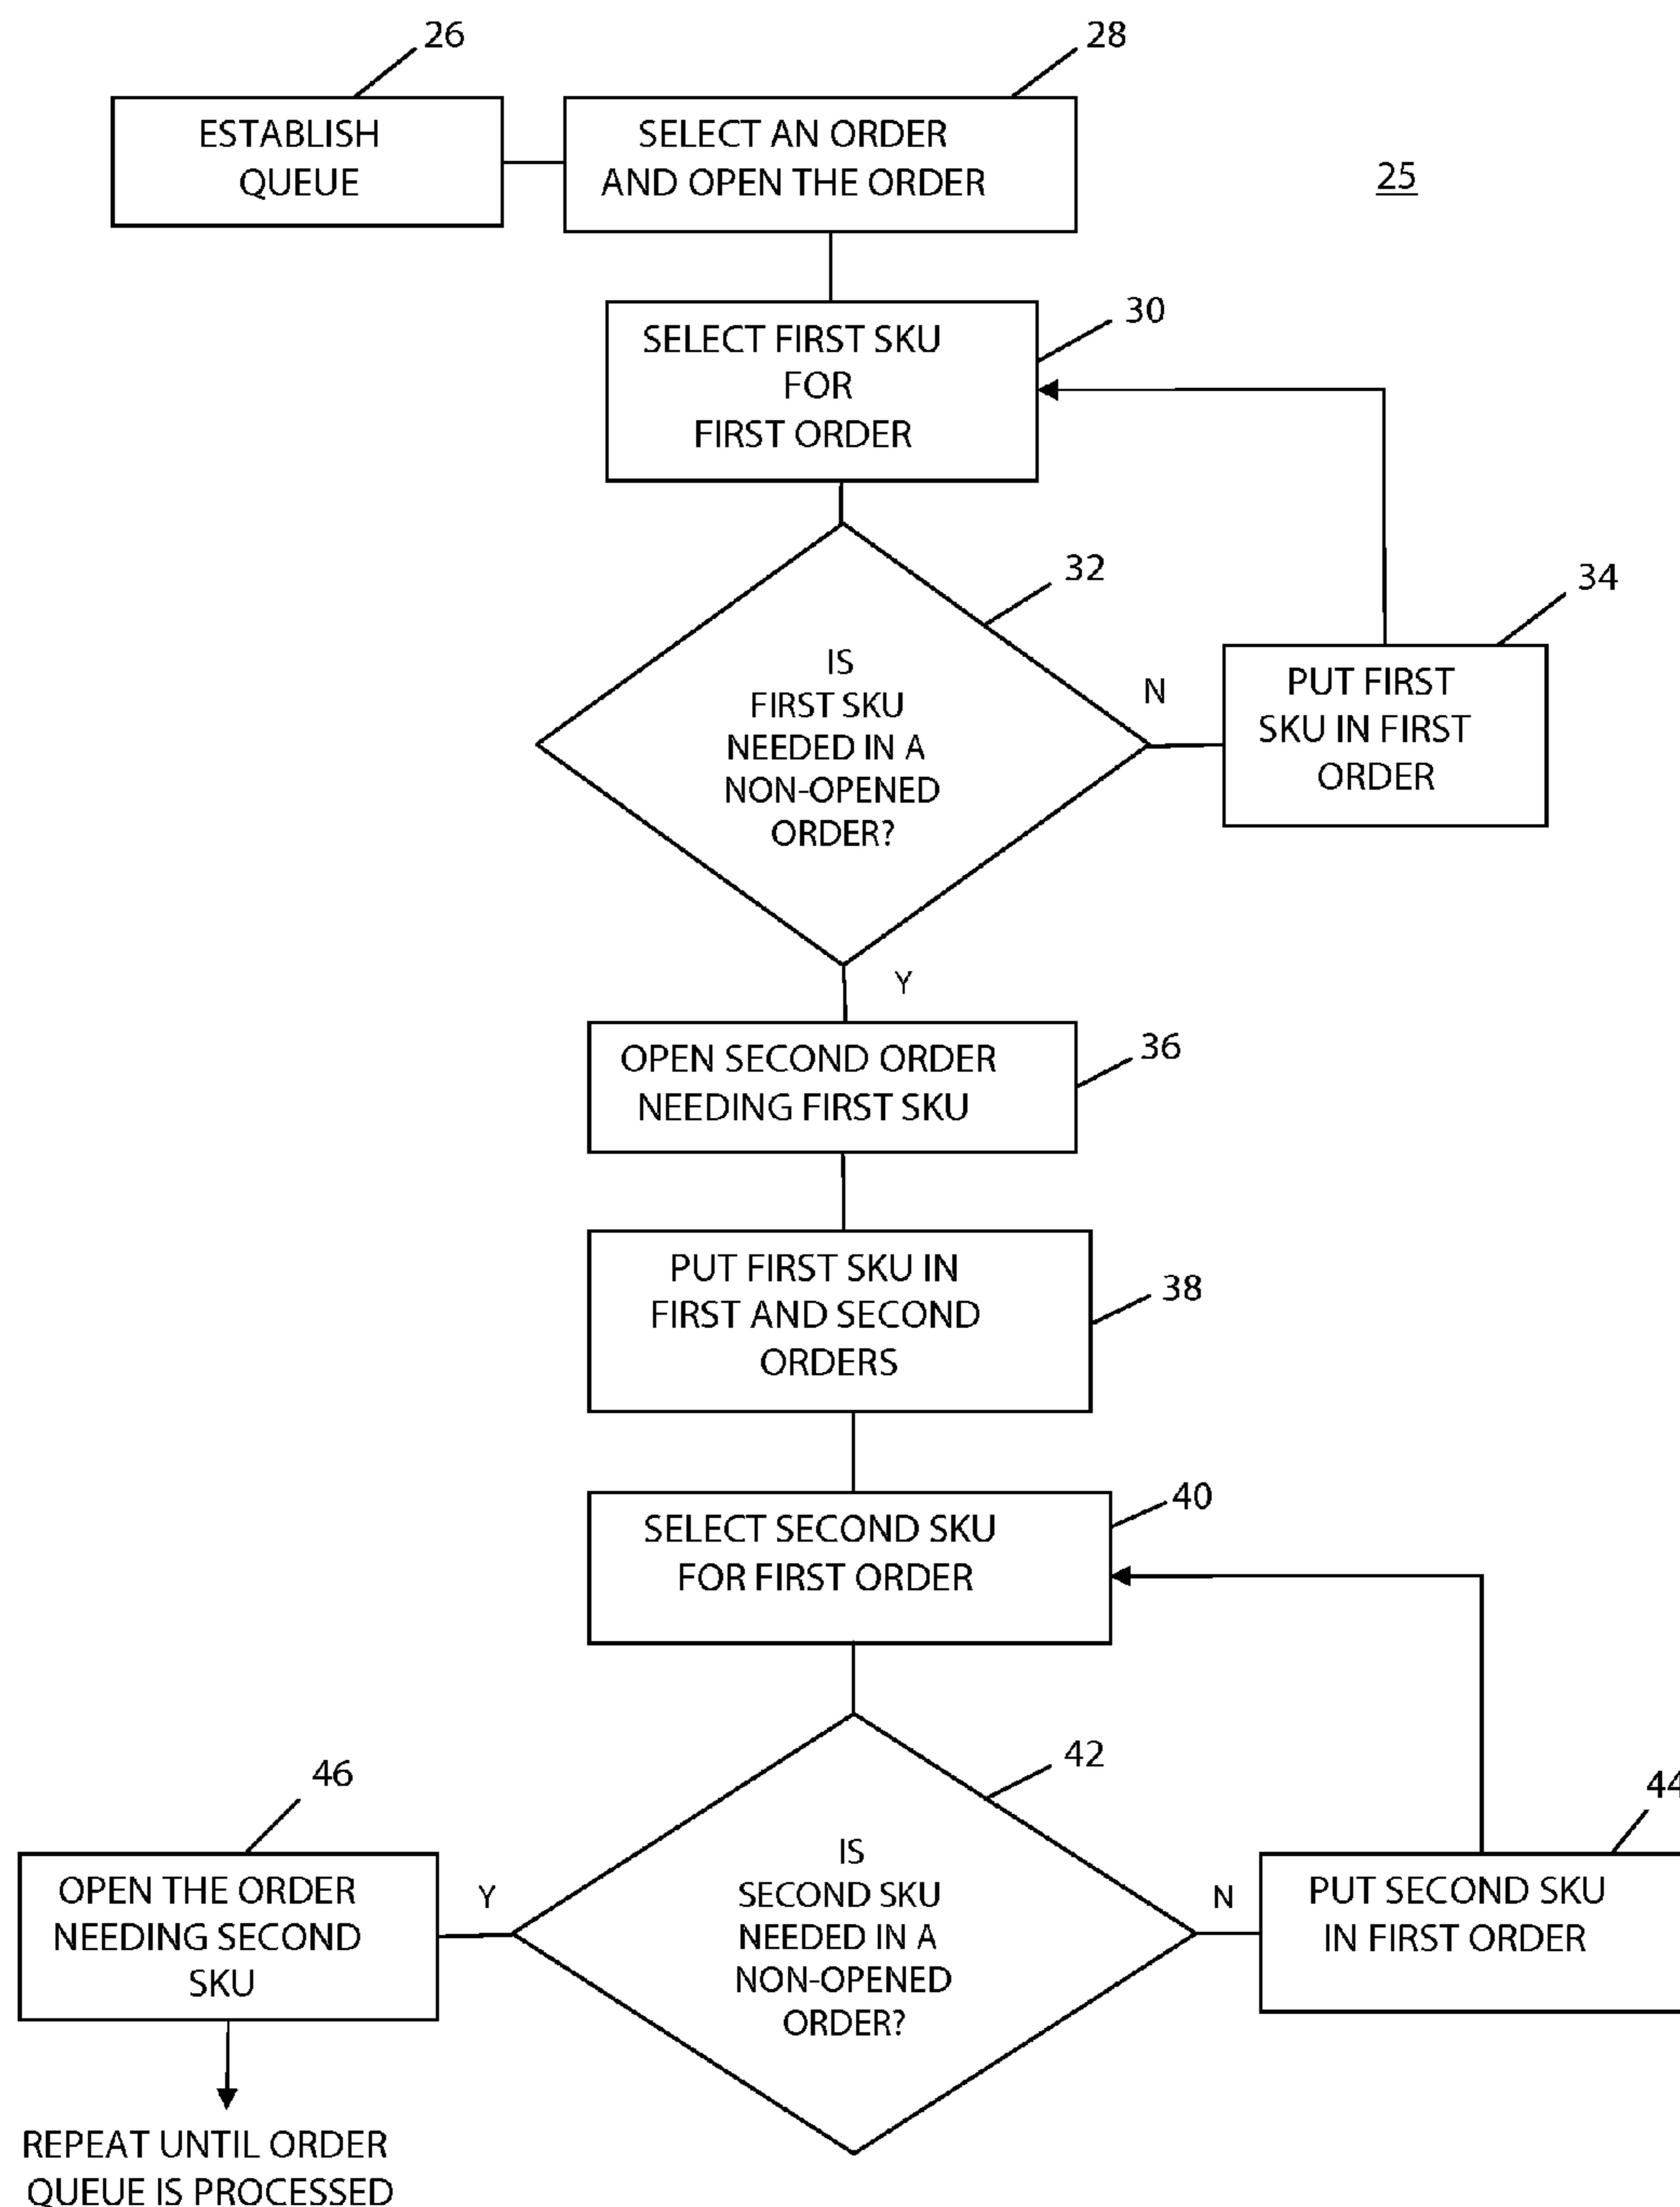 26
28
ESTABLISH
QUEUE
SELECT AN ORDER
AND OPEN THE ORDER
25
30
SELECT FIRST SKU
FOR
FIRST ORDER
32
34
IS
FIRST SKU
NEEDED IN A
NON-OPENED
ORDER?
N
PUT FIRST
SKU IN FIRST
ORDER
Y
36
OPEN SECOND ORDER
NEEDING FIRST SKU
38
PUT FIRST SKU IN
FIRST AND SECOND
ORDERS
40
SELECT SECOND SKU
FOR FIRST ORDER
42
46
44
OPEN THE ORDER
NEEDING SECOND
SKU
Y
IS
SECOND SKU
NEEDED IN A
NON-OPENED
ORDER?
N
PUT SECOND SKU
IN FIRST ORDER
REPEAT UNTIL ORDER
QUEUE IS PROCESSED